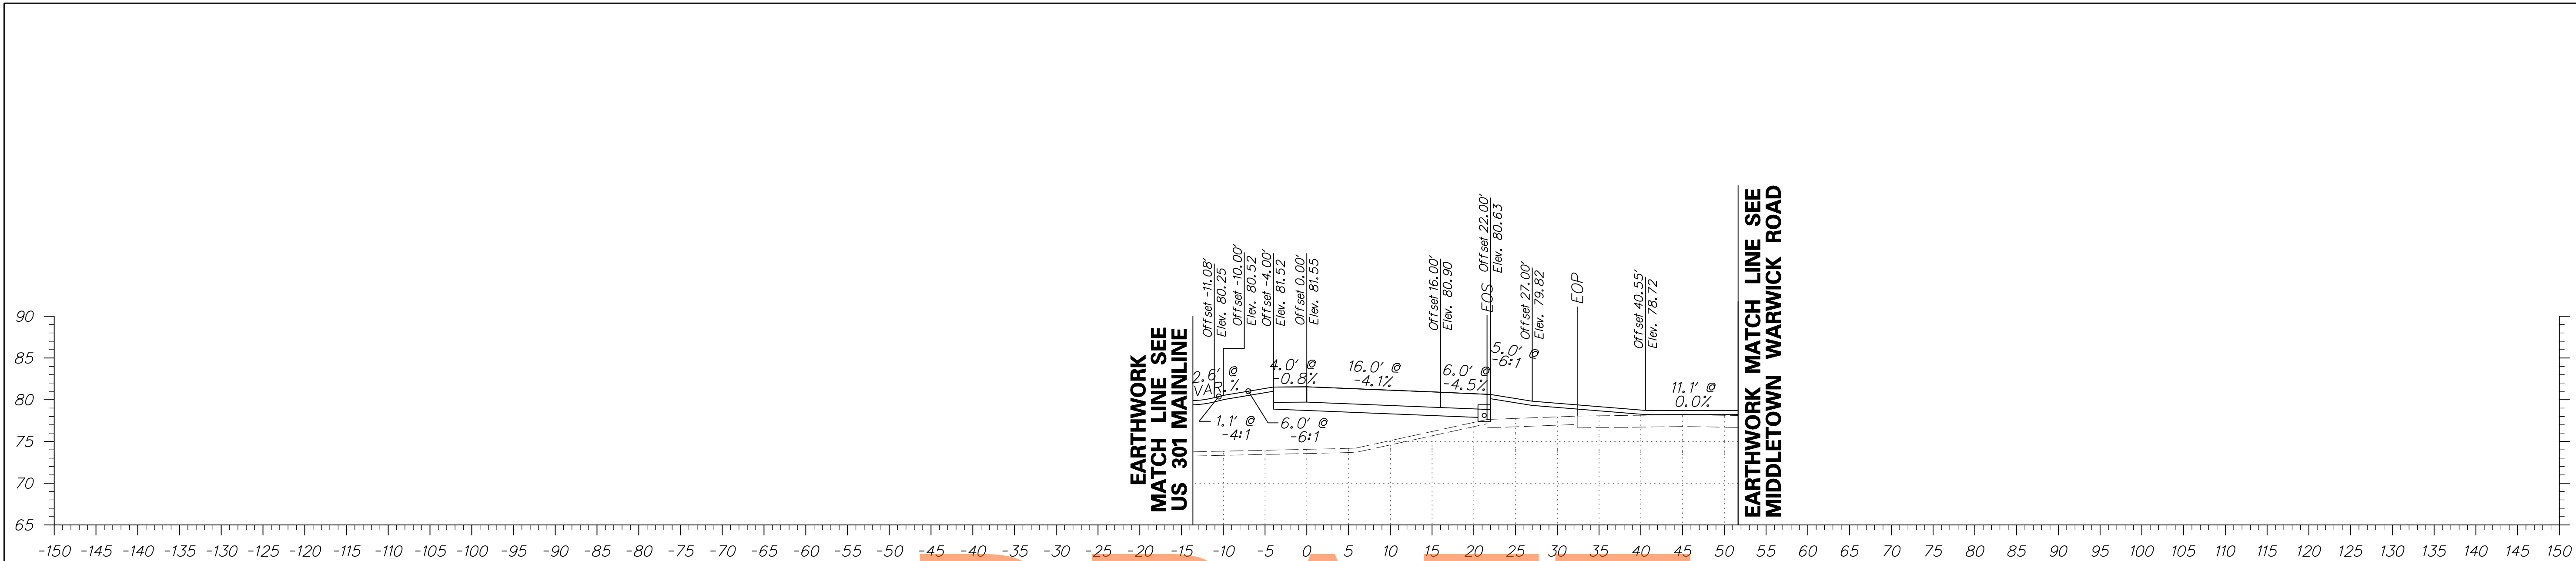 EARTHWORK
MATCH LINE SEE
US 301 MAINLINE
Offset -11.08'
Elev. 80.25
Offset -10.00'
Elev. 80.52
Offset -4.00'
Elev. 81.52
Offset 0.00'
Elev. 81.55
Offset 16.00'
Elev. 80.90
EOS
Offset 22.00'
Elev. 80.63
Offset 27.00'
Elev. 79.82
EOP
Offset 40.55'
Elev. 78.72
EARTHWORK MATCH LINE SEE
MIDDLETOWN WARWICK ROAD
2.6' @
VAR.%
4.0' @
-0.8%
16.0' @
-4.1%
6.0' @
-4.5%
5.0' @
-6:1
11.1' @
0.0%
1.1' @
-4:1
6.0' @
-6:1
90
85
80
75
70
65
-150 -145 -140 -135 -130 -125 -120 -115 -110 -105 -100 -95 -90 -85 -80 -75 -70 -65 -60 -55 -50 -45 -40 -35 -30 -25 -20 -15 -10 -5 0 5 10 15 20 25 30 35 40 45 50 55 60 65 70 75 80 85 90 95 100 105 110 115 120 125 130 135 140 145 150